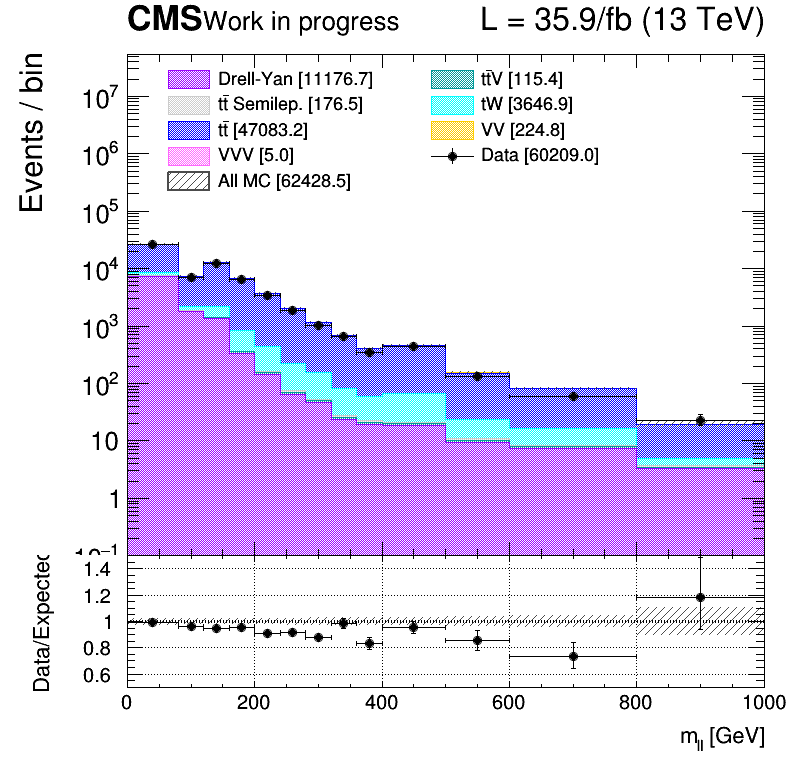 CMS Work in progress L = 35.9/fb (13 TeV)
Events / bin
Drell-Yan [11176.7] tt̄V [115.4]
tt̄ Semilep. [176.5] tW [3646.9]
tt̄ [47083.2] VV [224.8]
VVV [5.0] Data [60209.0]
All MC [62428.5]
10⁷
10⁶
10⁵
10⁴
10³
10²
10
1
10⁻¹
Data/Expected
1.4
1.2
1
0.8
0.6
0 200 400 600 800 1000
m_ll [GeV]